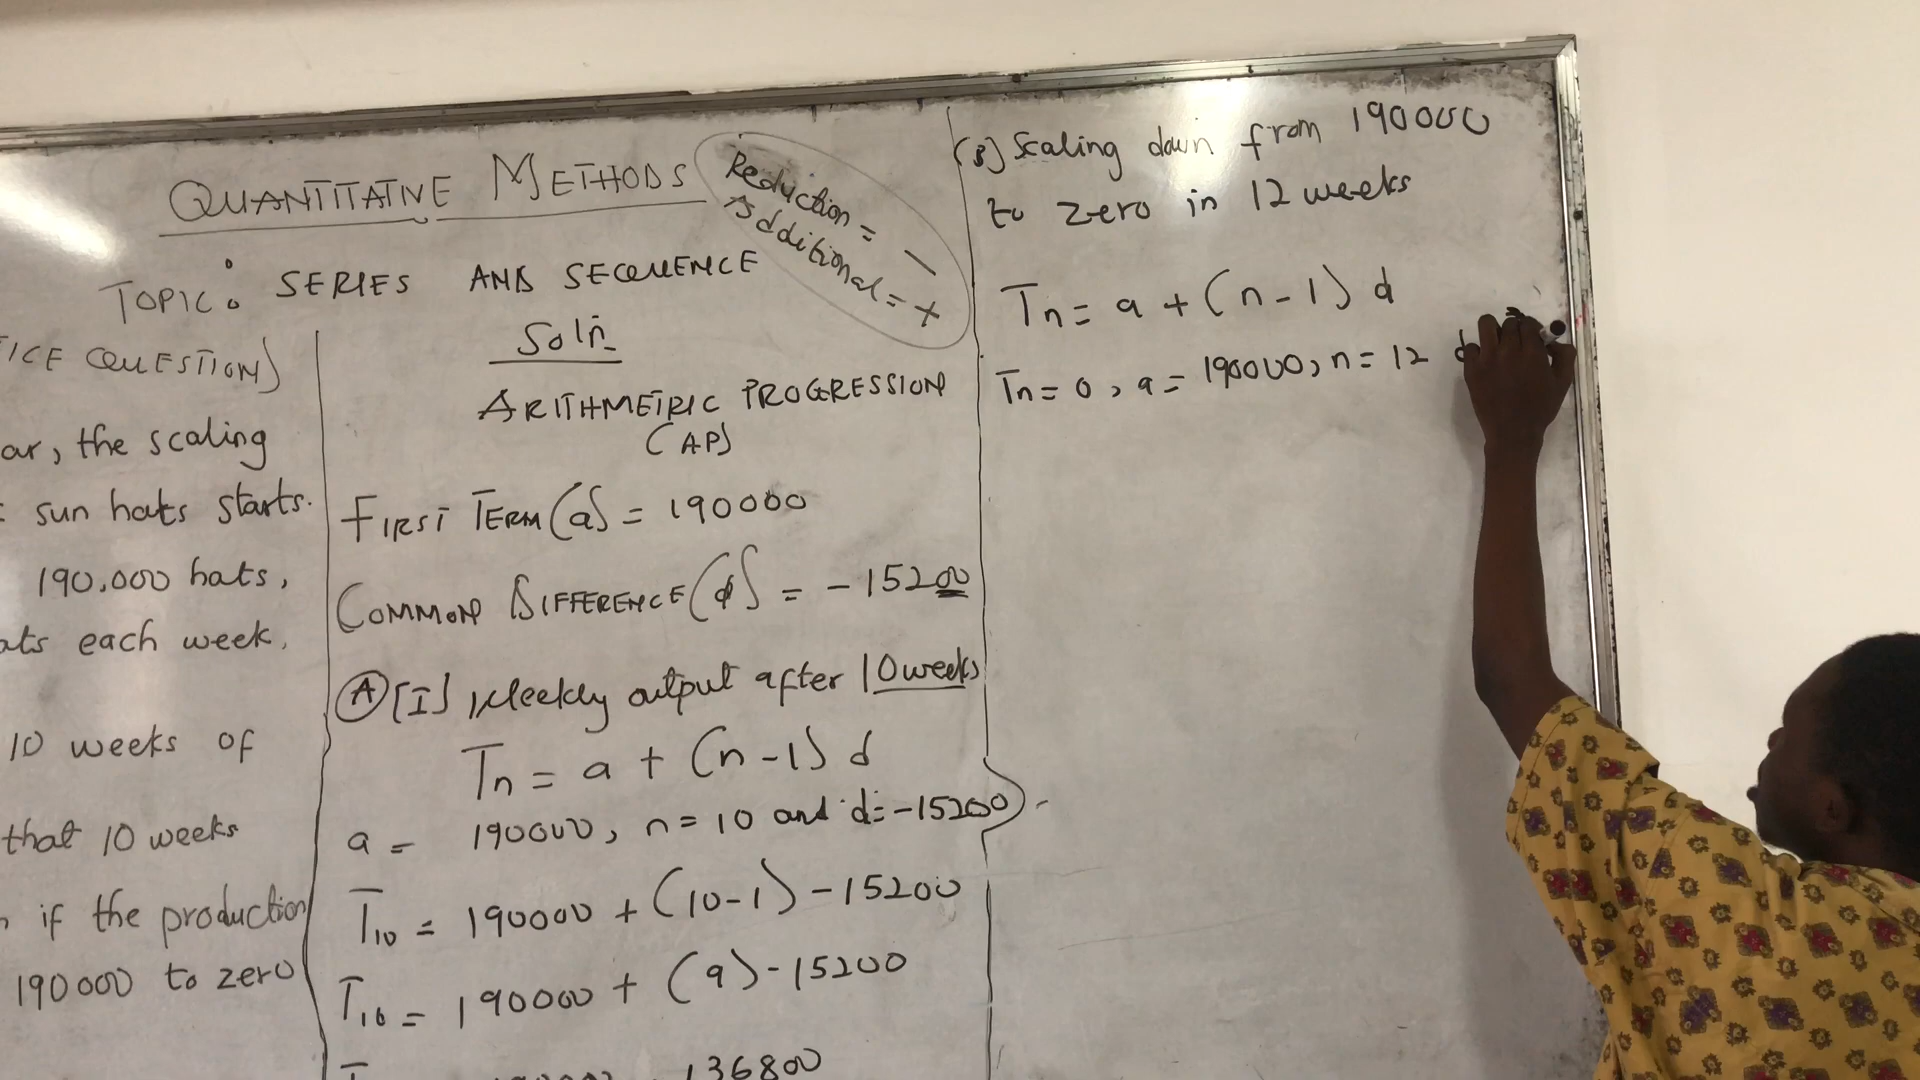 QUANTITATIVE METHODS
Reduction = -
Additional = +
TOPIC: SERIES AND SEQUENCE
ICE QUESTION)
ar, the scaling
sun hats starts.
190,000 hats,
ats each week.
10 weeks of
that 10 weeks
if the production
190000 to zero
Soln
ARITHMETRIC PROGRESSION
(AP)
FIRST TERM (a) = 190000
COMMON DIFFERENCE (d) = -15200
(A) [I] Weekly output after 10 weeks
Tn = a + (n-1) d
a = 190000, n = 10 and d = -15200
T10 = 190000 + (10-1) -15200
T10 = 190000 + (9) -15200
136800
(B) Scaling down from 190000
to zero in 12 weeks
Tn = a + (n-1) d
Tn = 0, a = 190000, n = 12 d